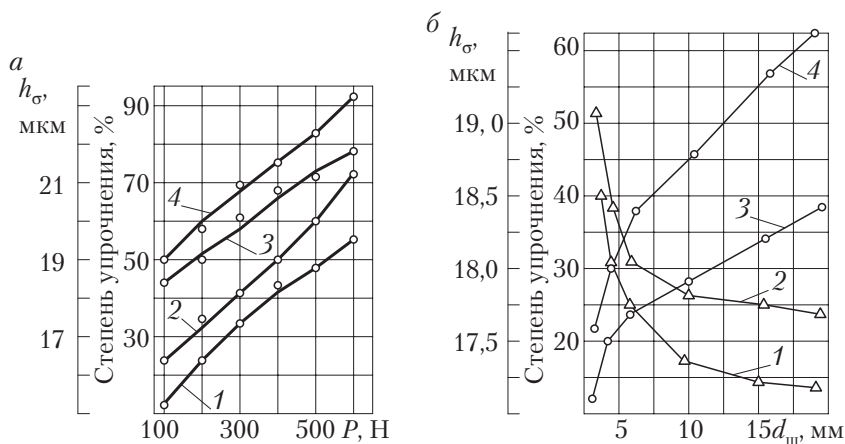 а
h_σ,
мкм
21
19
17
Степень упрочнения, %
90
70
50
30
4
3
2
1
100 300 500 P, Н
б
h_σ,
мкм
19,0
18,5
18,0
17,5
Степень упрочнения, %
60
50
40
30
20
4
3
2
1
5 10 15 d_ш, мм